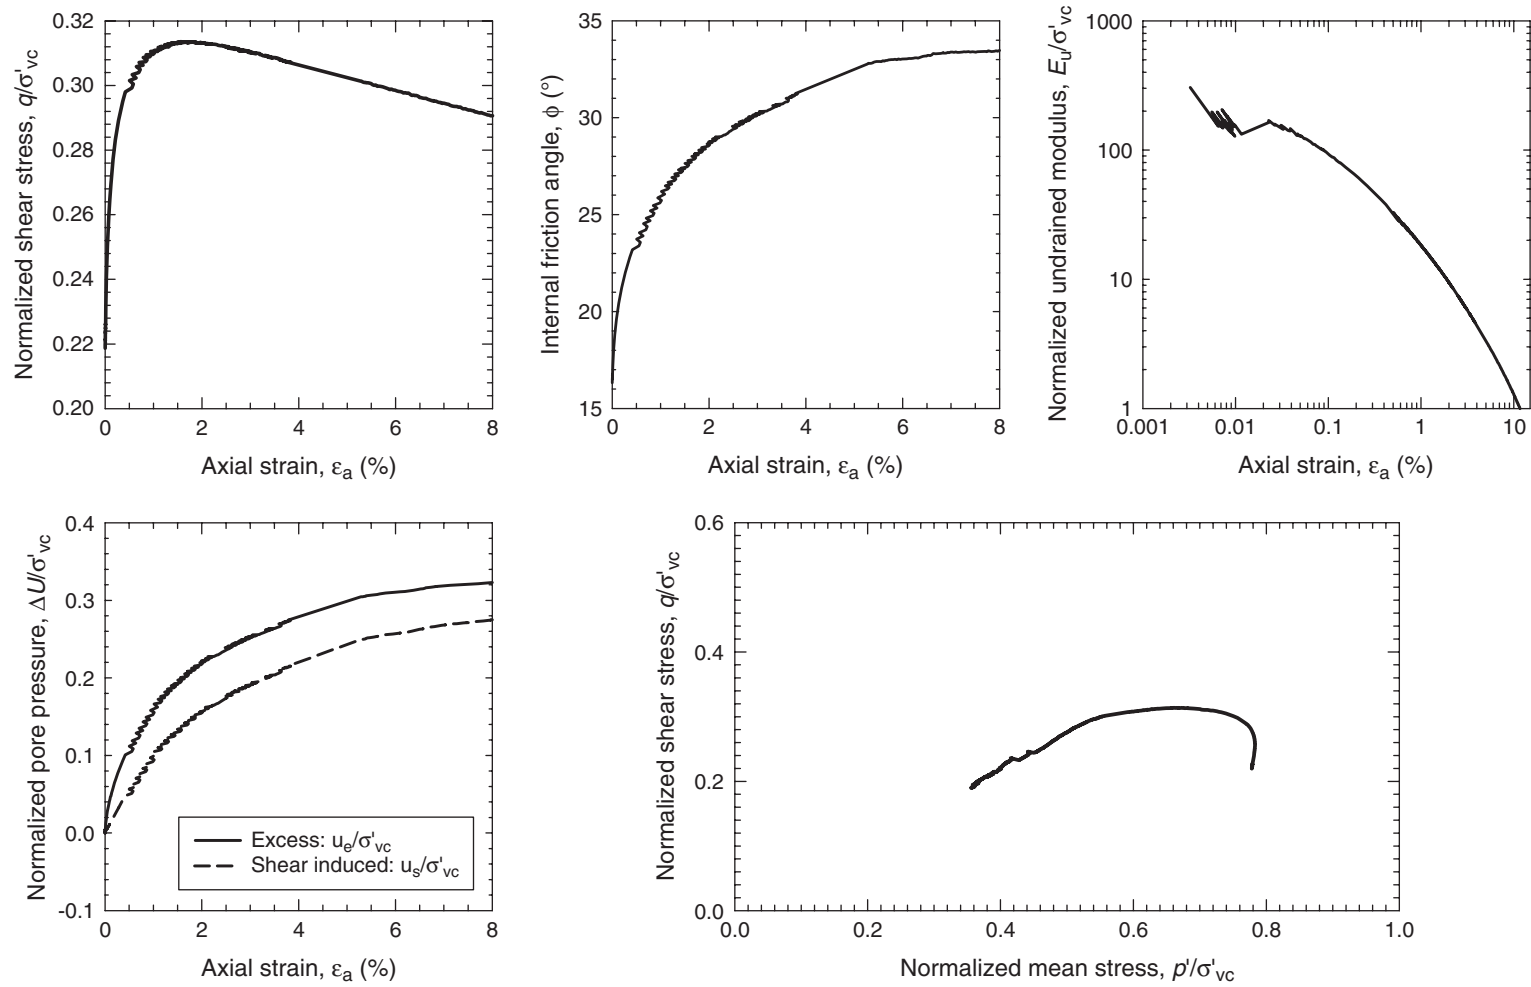 Normalized shear stress, q/σ'vc
0.32
0.30
0.28
0.26
0.24
0.22
0.20
0 2 4 6 8
Axial strain, εa (%)
Internal friction angle, ϕ (°)
35
30
25
20
15
0 2 4 6 8
Axial strain, εa (%)
Normalized undrained modulus, Eu/σ'vc
1000
100
10
1
0.001 0.01 0.1 1 10
Axial strain, εa (%)
Normalized pore pressure, ΔU/σ'vc
0.4
0.3
0.2
0.1
0.0
-0.1
Excess: ue/σ'vc
Shear induced: us/σ'vc
0 2 4 6 8
Axial strain, εa (%)
Normalized shear stress, q/σ'vc
0.6
0.4
0.2
0.0
0.0 0.2 0.4 0.6 0.8 1.0
Normalized mean stress, p'/σ'vc